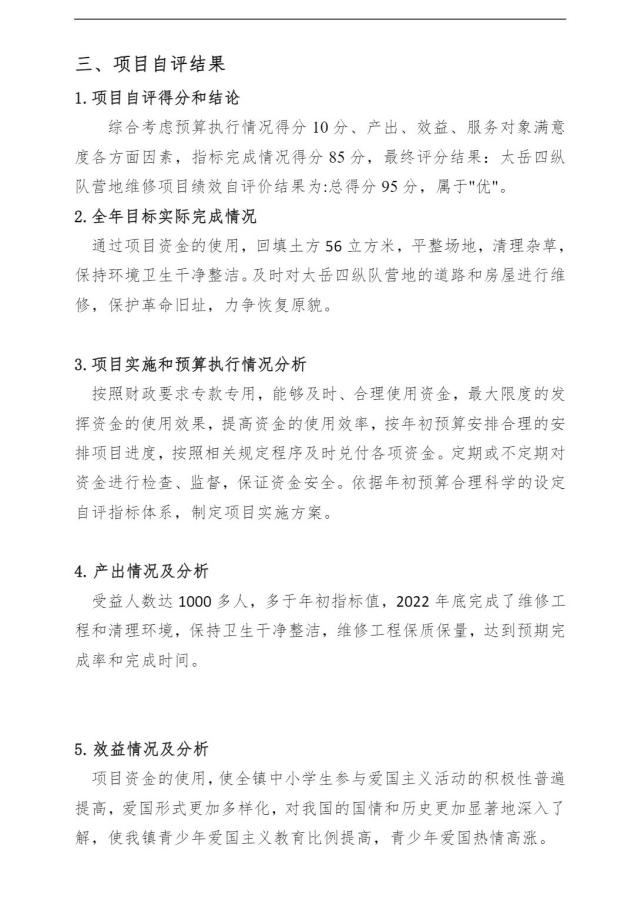 三、项目自评结果
1.项目自评得分和结论
综合考虑预算执行情况得分 10 分、产出、效益、服务对象满意
度各方面因素，指标完成情况得分 85 分，最终评分结果：太岳四纵
队营地维修项目绩效自评价结果为:总得分 95 分，属于"优"。
2.全年目标实际完成情况
通过项目资金的使用，回填土方 56 立方米，平整场地，清理杂草，
保持环境卫生干净整洁。及时对太岳四纵队营地的道路和房屋进行维
修，保护革命旧址，力争恢复原貌。
3.项目实施和预算执行情况分析
按照财政要求专款专用，能够及时、合理使用资金，最大限度的发
挥资金的使用效果，提高资金的使用效率，按年初预算安排合理的安
排项目进度，按照相关规定程序及时兑付各项资金。定期或不定期对
资金进行检查、监督，保证资金安全。依据年初预算合理科学的设定
自评指标体系，制定项目实施方案。
4.产出情况及分析
受益人数达 1000 多人，多于年初指标值，2022 年底完成了维修工
程和清理环境，保持卫生干净整洁，维修工程保质保量，达到预期完
成率和完成时间。
5.效益情况及分析
项目资金的使用,使全镇中小学生参与爱国主义活动的积极性普遍
提高，爱国形式更加多样化，对我国的国情和历史更加显著地深入了
解，使我镇青少年爱国主义教育比例提高，青少年爱国热情高涨。